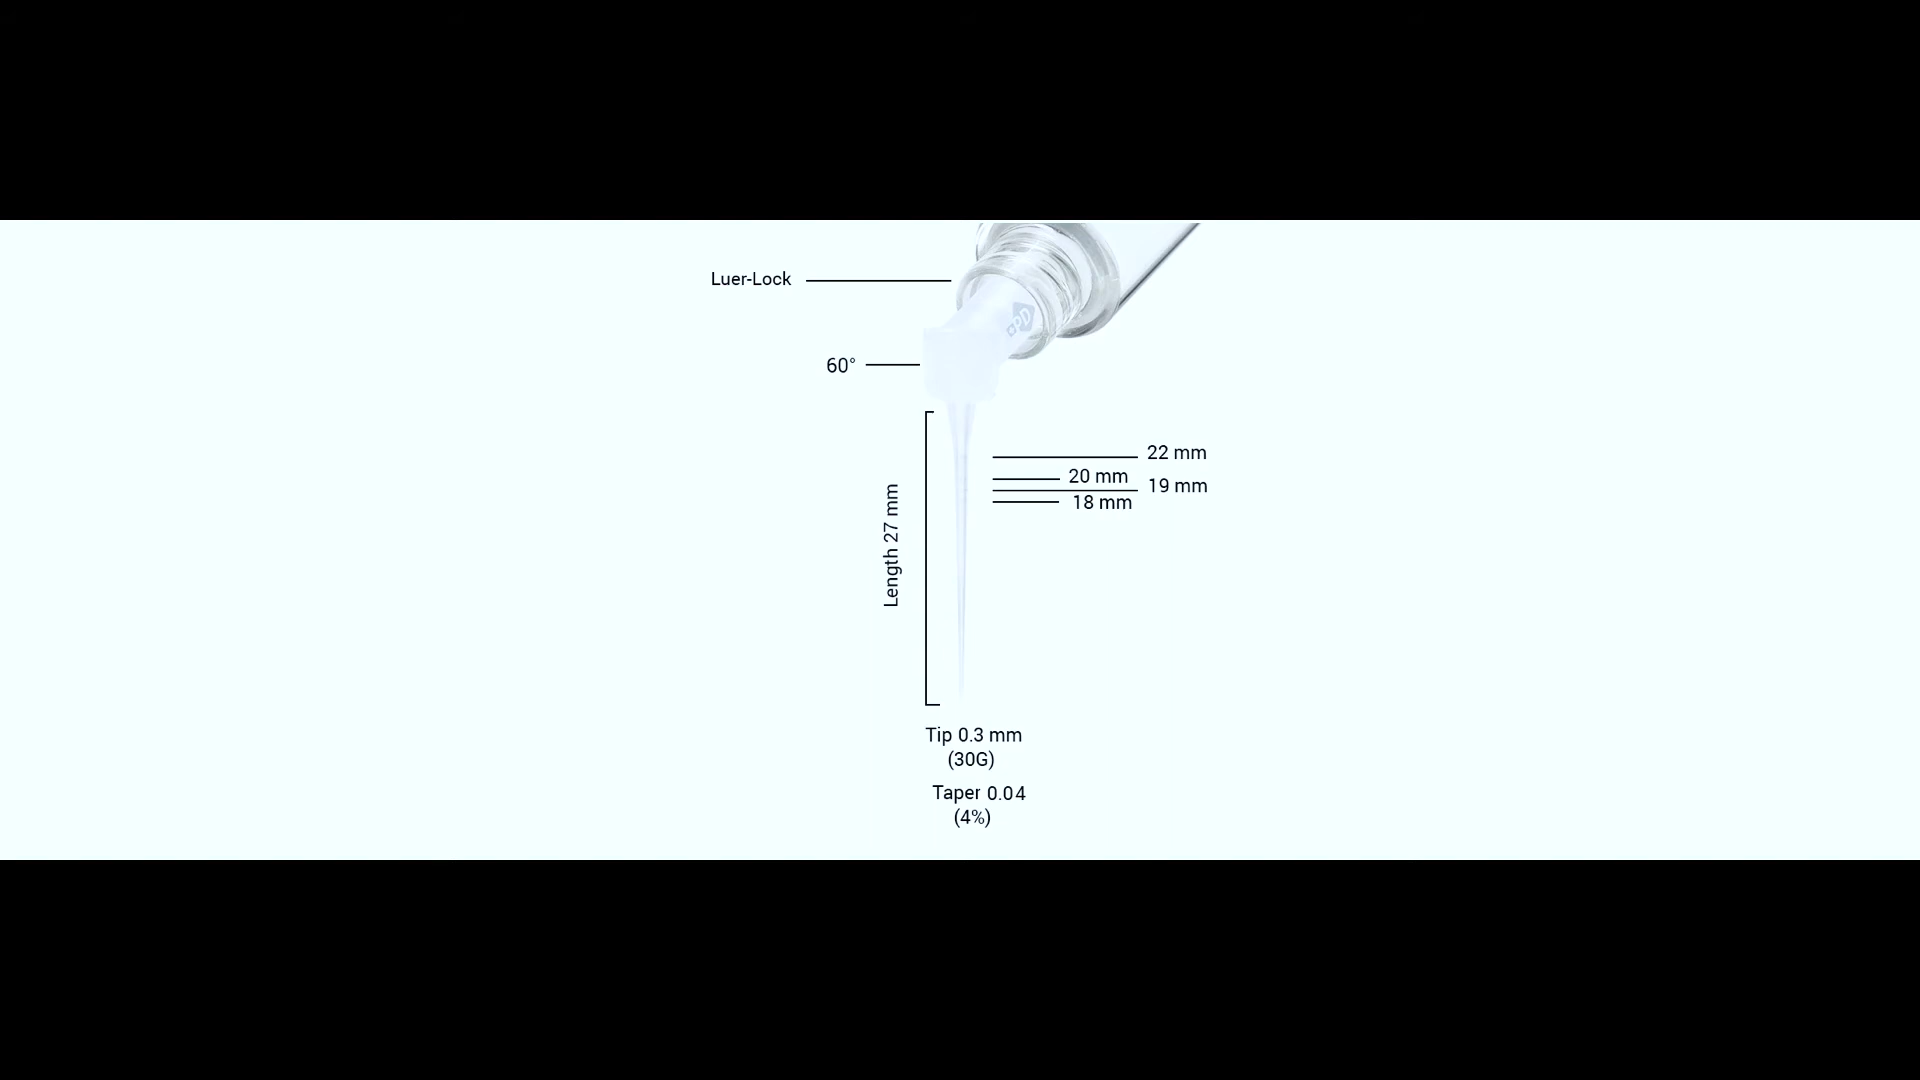 Luer-Lock
PD
60°
22 mm
20 mm
19 mm
18 mm
Length 27 mm
Tip 0.3 mm
(30G)
Taper 0.04
(4%)